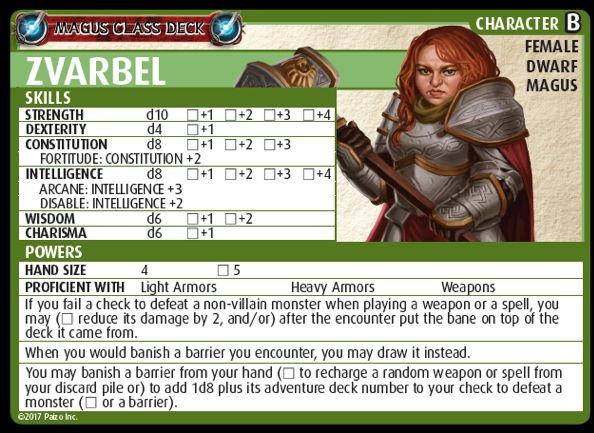 MAGUS CLASS DECK
CHARACTER B
ZVARBEL
FEMALE
DWARF
MAGUS
SKILLS
STRENGTH d10 □+1 □+2 □+3 □+4
DEXTERITY d4 □+1
CONSTITUTION d8 □+1 □+2 □+3
FORTITUDE: CONSTITUTION +2
INTELLIGENCE d8 □+1 □+2 □+3 □+4
ARCANE: INTELLIGENCE +3
DISABLE: INTELLIGENCE +2
WISDOM d6 □+1 □+2
CHARISMA d6 □+1
POWERS
HAND SIZE 4 □ 5
PROFICIENT WITH Light Armors Heavy Armors Weapons
If you fail a check to defeat a non-villain monster when playing a weapon or a spell, you
may (□ reduce its damage by 2, and/or) after the encounter put the bane on top of the
deck it came from.
When you would banish a barrier you encounter, you may draw it instead.
You may banish a barrier from your hand (□ to recharge a random weapon or spell from
your discard pile or) to add 1d8 plus its adventure deck number to your check to defeat a
monster (□ or a barrier).
©2017 Paizo Inc.